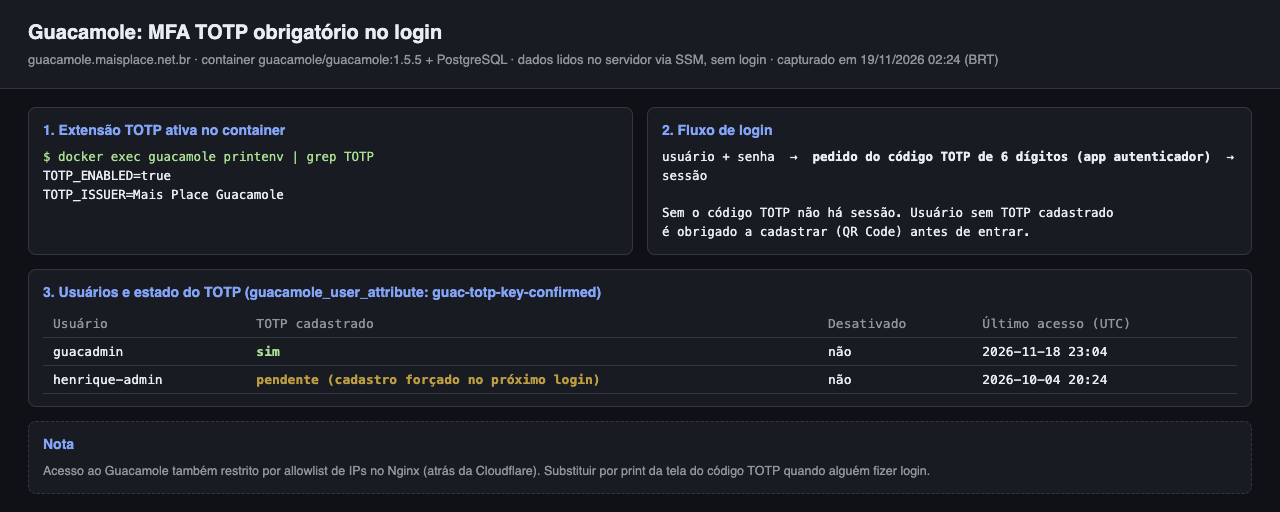 Guacamole: MFA TOTP obrigatório no login
guacamole.maisplace.net.br · container guacamole/guacamole:1.5.5 + PostgreSQL · dados lidos no servidor via SSM, sem login · capturado em 19/11/2026 02:24 (BRT)
1. Extensão TOTP ativa no container
$ docker exec guacamole printenv | grep TOTP
TOTP_ENABLED=true
TOTP_ISSUER=Mais Place Guacamole
2. Fluxo de login
usuário + senha → pedido do código TOTP de 6 dígitos (app autenticador) →
sessão
Sem o código TOTP não há sessão. Usuário sem TOTP cadastrado
é obrigado a cadastrar (QR Code) antes de entrar.
3. Usuários e estado do TOTP (guacamole_user_attribute: guac-totp-key-confirmed)
Usuário TOTP cadastrado Desativado Último acesso (UTC)
guacadmin sim não 2026-11-18 23:04
henrique-admin pendente (cadastro forçado no próximo login) não 2026-10-04 20:24
Nota
Acesso ao Guacamole também restrito por allowlist de IPs no Nginx (atrás da Cloudflare). Substituir por print da tela do código TOTP quando alguém fizer login.